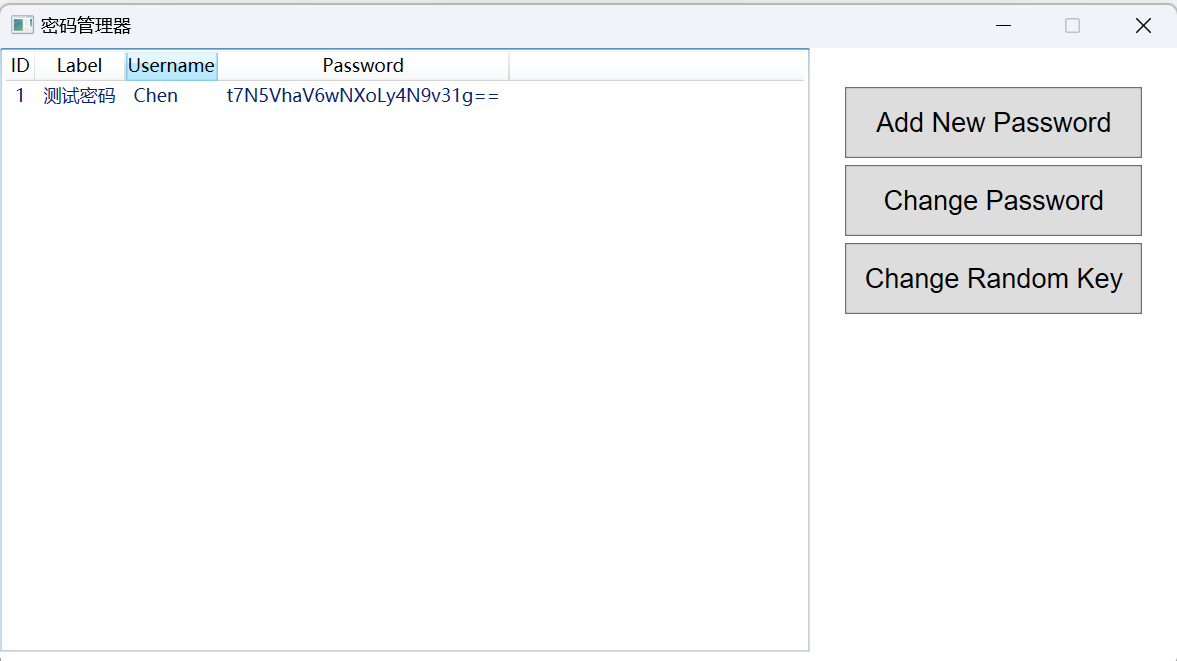 密码管理器
ID Label Username Password
1 测试密码 Chen t7N5VhaV6wNXoLy4N9v31g==
Add New Password
Change Password
Change Random Key